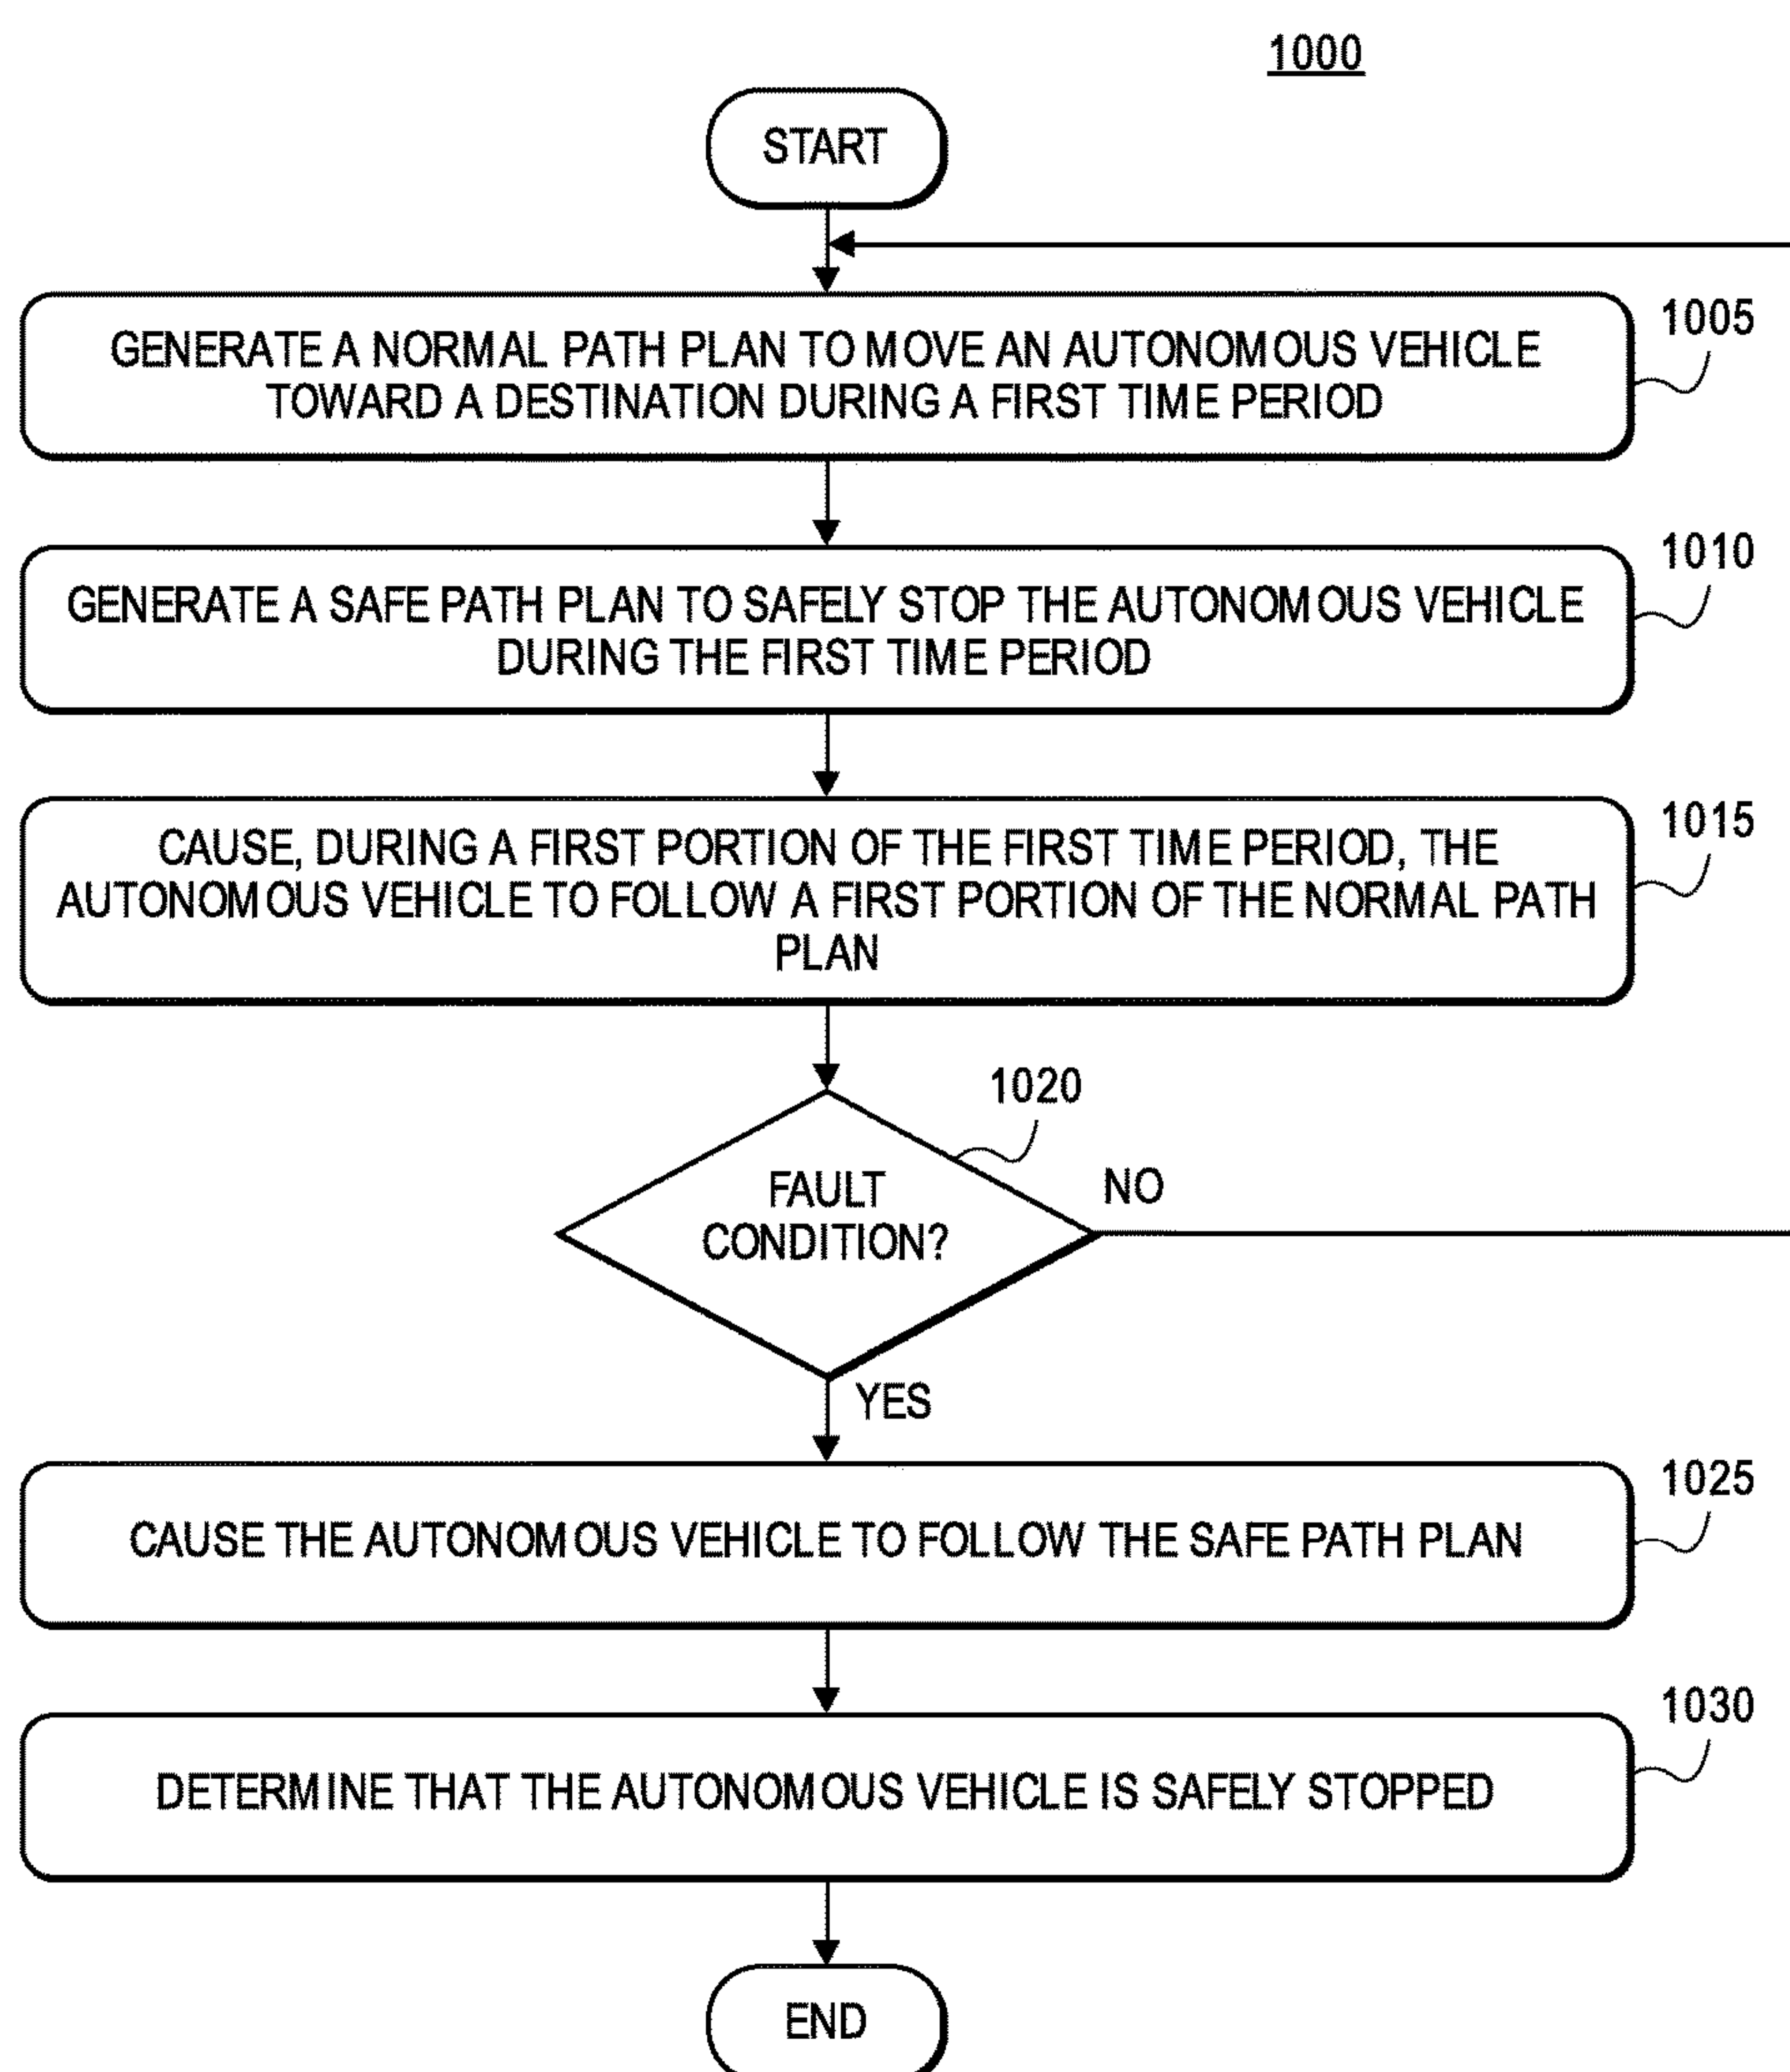 1000
START
GENERATE A NORMAL PATH PLAN TO MOVE AN AUTONOMOUS VEHICLE
TOWARD A DESTINATION DURING A FIRST TIME PERIOD
1005
GENERATE A SAFE PATH PLAN TO SAFELY STOP THE AUTONOMOUS VEHICLE
DURING THE FIRST TIME PERIOD
1010
CAUSE, DURING A FIRST PORTION OF THE FIRST TIME PERIOD, THE
AUTONOMOUS VEHICLE TO FOLLOW A FIRST PORTION OF THE NORMAL PATH
PLAN
1015
1020
FAULT
CONDITION?
NO
YES
CAUSE THE AUTONOMOUS VEHICLE TO FOLLOW THE SAFE PATH PLAN
1025
DETERMINE THAT THE AUTONOMOUS VEHICLE IS SAFELY STOPPED
1030
END